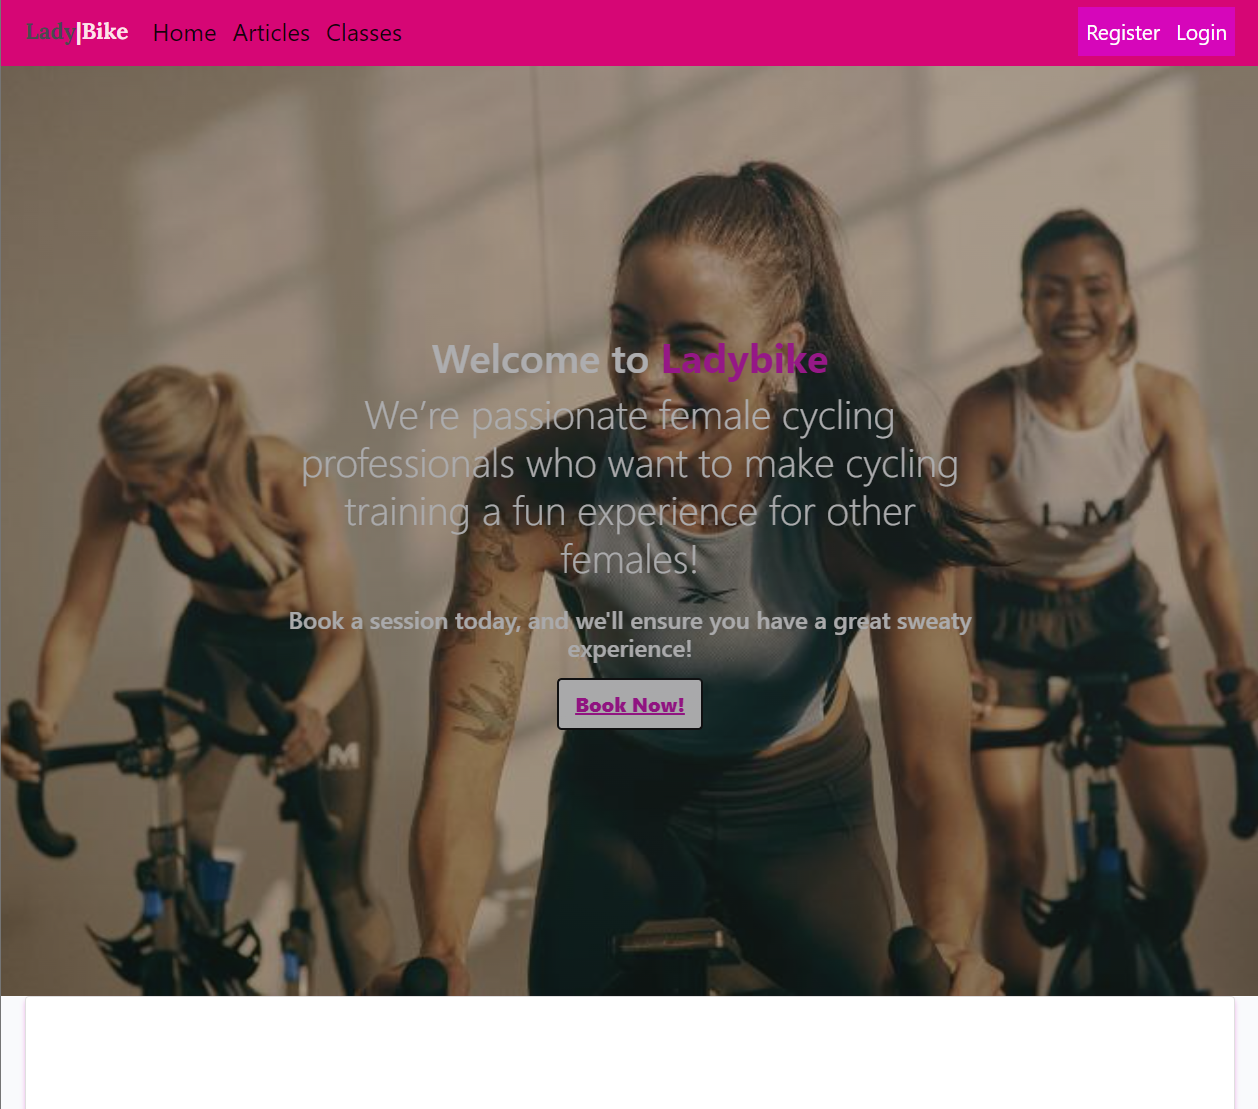 Lady|Bike Home Articles Classes Register Login
Welcome to Ladybike
We’re passionate female cycling
professionals who want to make cycling
training a fun experience for other
females!
Book a session today, and we'll ensure you have a great sweaty
experience!
Book Now!
LM
M